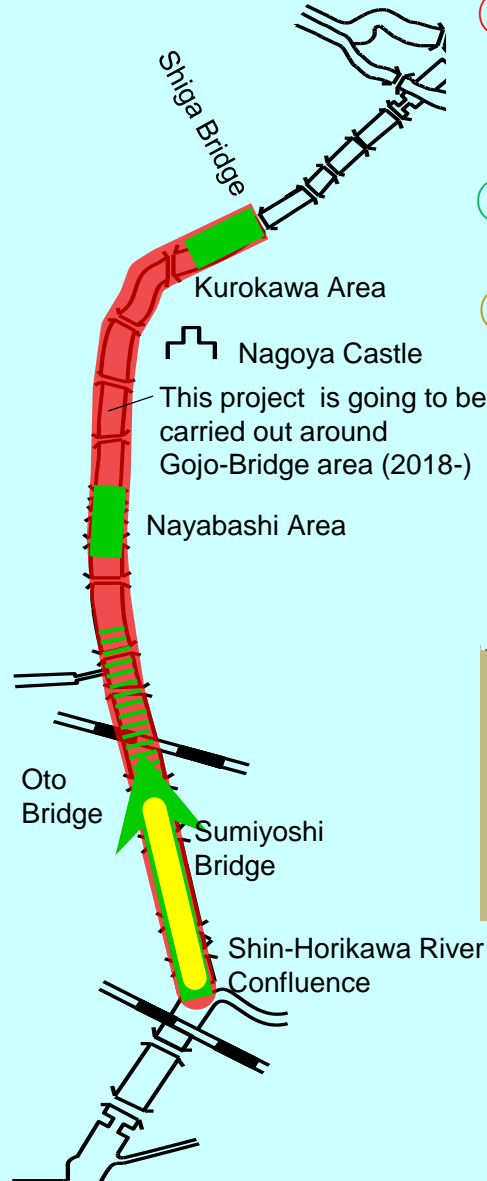 Shiga Bridge
Kurokawa Area
Nagoya Castle
This project is going to be
carried out around
Gojo-Bridge area (2018-)
Nayabashi Area
Oto
Bridge
Sumiyoshi
Bridge
Shin-Horikawa River
Confluence